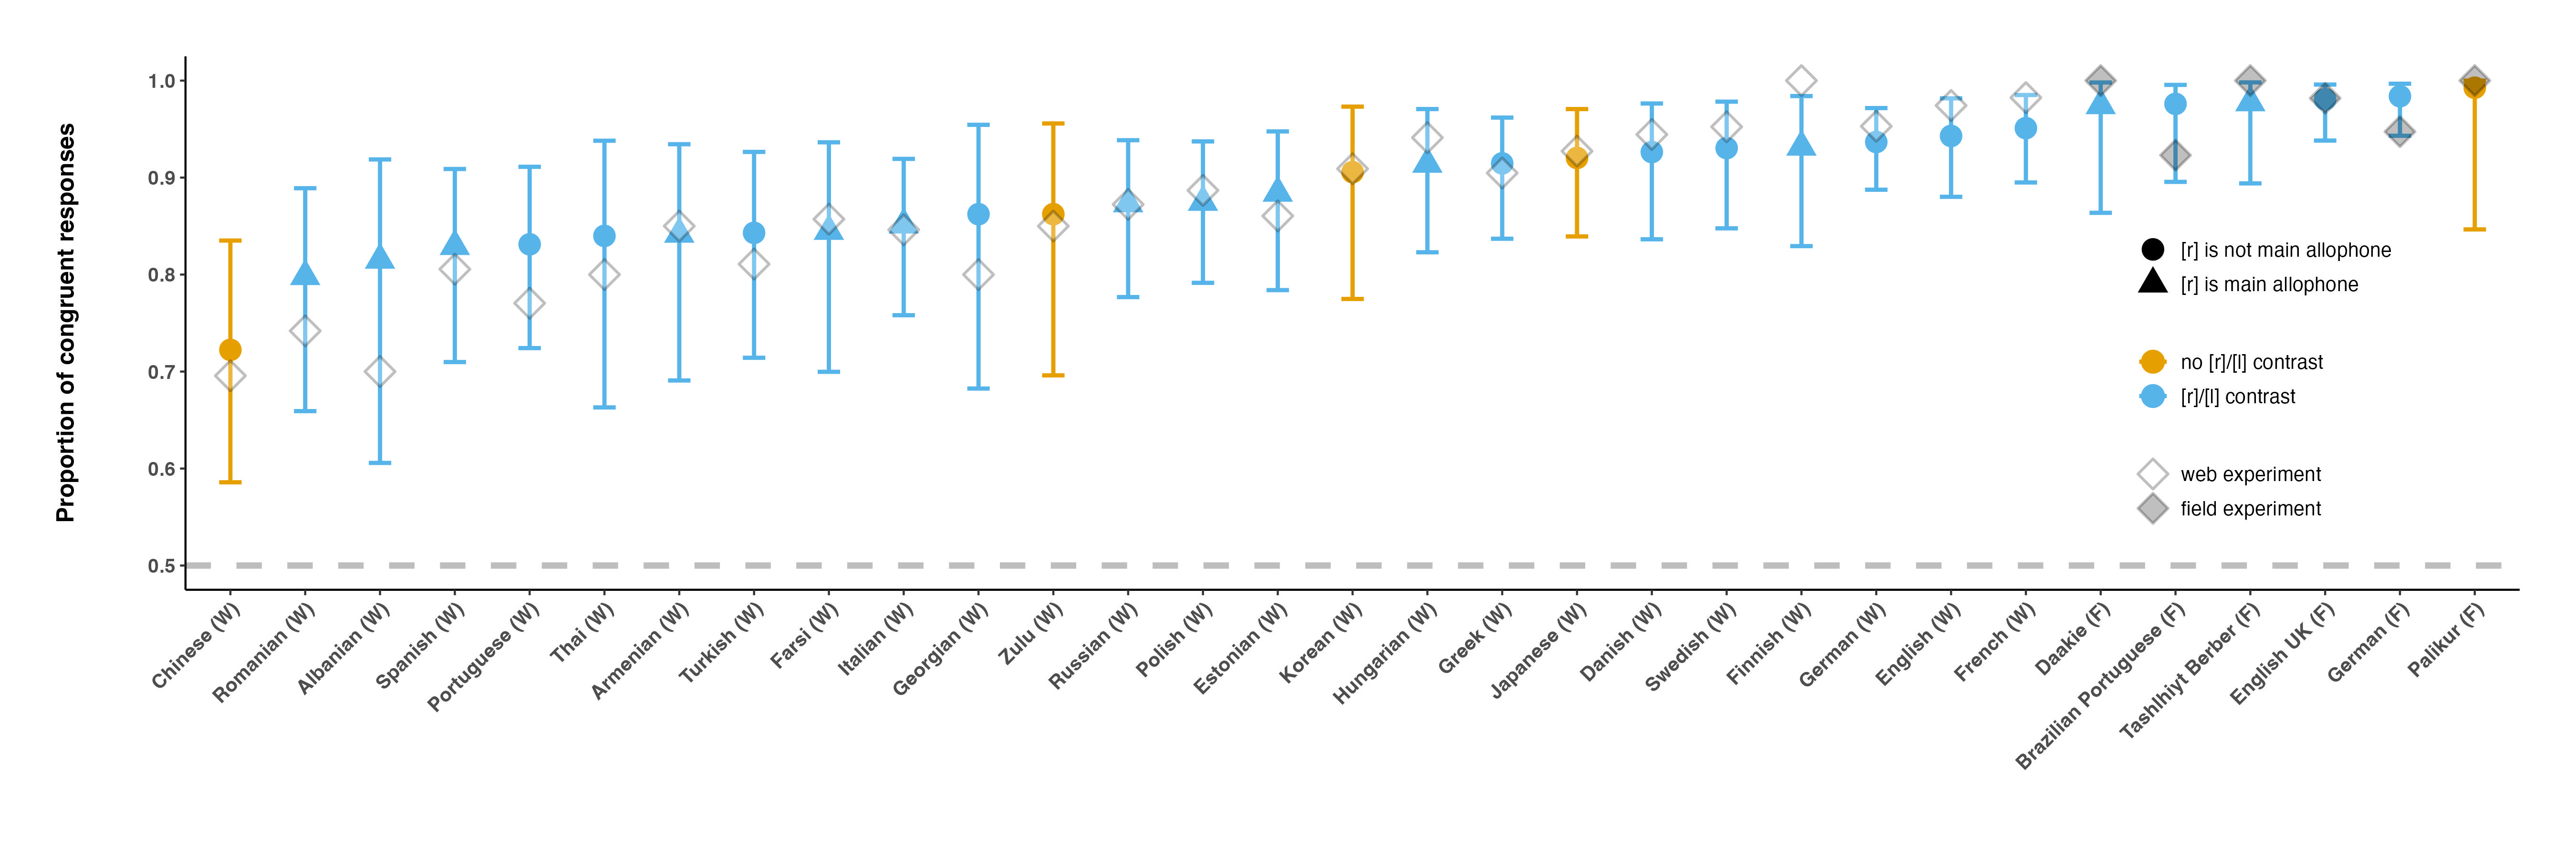 Proportion of congruent responses
1.0
0.9
0.8
0.7
0.6
0.5
[r] is not main allophone
[r] is main allophone
no [r]/[l] contrast
[r]/[l] contrast
web experiment
field experiment
Chinese (W)
Romanian (W)
Albanian (W)
Spanish (W)
Portuguese (W)
Thai (W)
Armenian (W)
Turkish (W)
Farsi (W)
Italian (W)
Georgian (W)
Zulu (W)
Russian (W)
Polish (W)
Estonian (W)
Korean (W)
Hungarian (W)
Greek (W)
Japanese (W)
Danish (W)
Swedish (W)
Finnish (W)
German (W)
English (W)
French (W)
Daakie (F)
Brazilian Portuguese (F)
Tashlhiyt Berber (F)
English UK (F)
German (F)
Palikur (F)